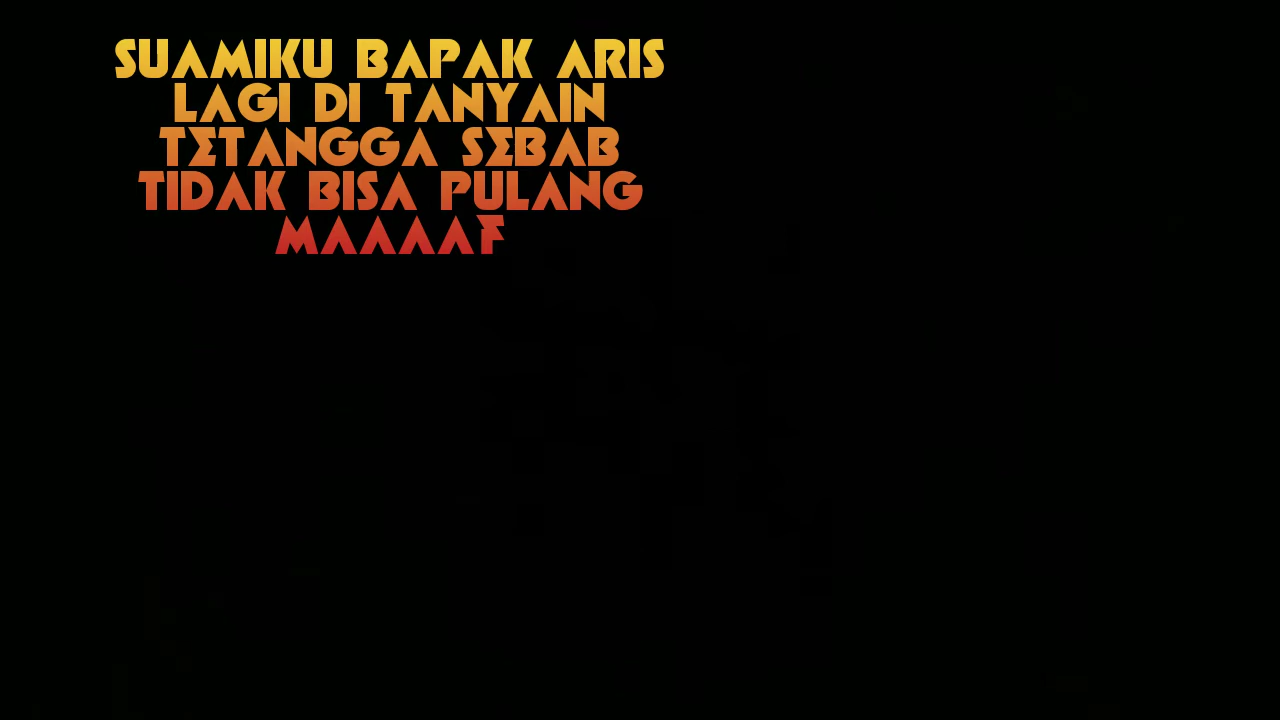 SUAMIKU BAPAK ARIS
LAGI DI TANYAIN
TETANGGA SEBAB
TIDAK BISA PULANG
MAAAAF